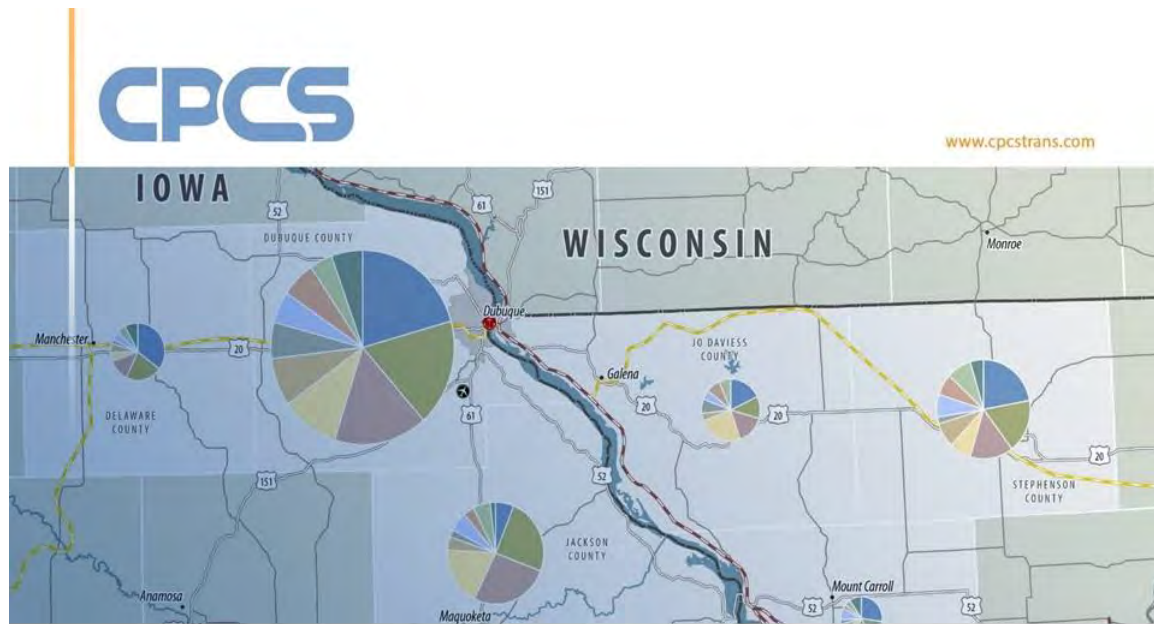 CPCS
www.cpcstrans.com
IOWA
61
151
52
DUBUQUE COUNTY
WISCONSIN
Monroe
Dubuque
Manchester
20
JO DAVIESS
COUNTY
Galena
DELAWARE
COUNTY
61
20
20
20
52
151
STEPHENSON
COUNTY
JACKSON
COUNTY
Anamosa
Maquoketa
Mount Carroll
52
52